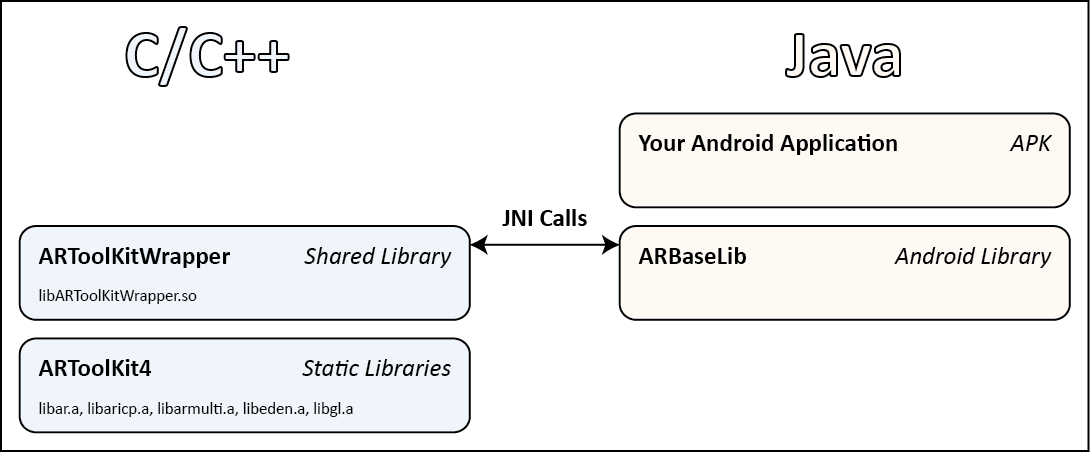 C/C++
Java
Your Android Application APK
JNI Calls
ARToolKitWrapper Shared Library
libARToolKitWrapper.so
ARBaseLib Android Library
ARToolKit4 Static Libraries
libar.a, libaricp.a, libarmulti.a, libeden.a, libgl.a